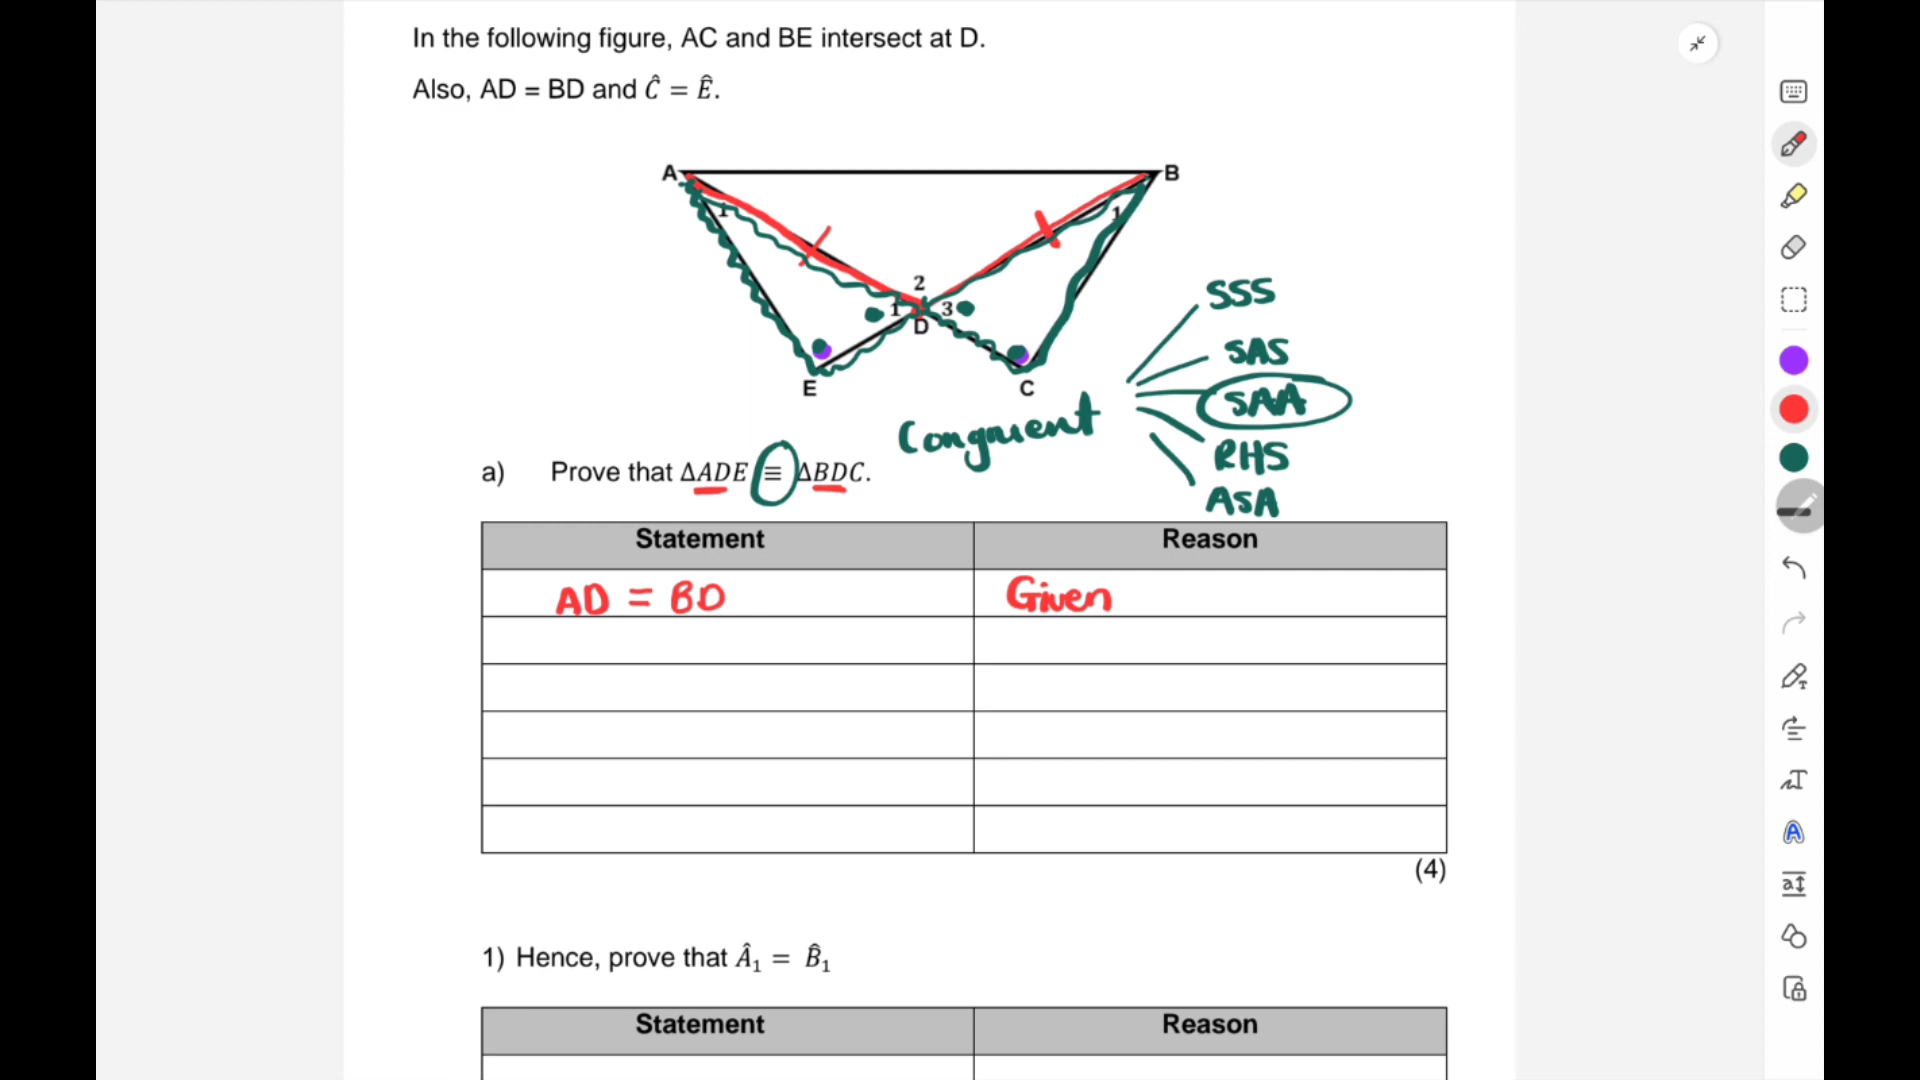 In the following figure, AC and BE intersect at D.
Also, AD = BD and Ĉ = Ê.
A
B
1
1
2
1
3
D
E
C
SSS
SAS
SAA
RHS
ASA
Congruent
a) Prove that ΔADE ≡ ΔBDC.
Statement Reason
AD = BD Given
(4)
1) Hence, prove that Â₁ = B̂₁
Statement Reason